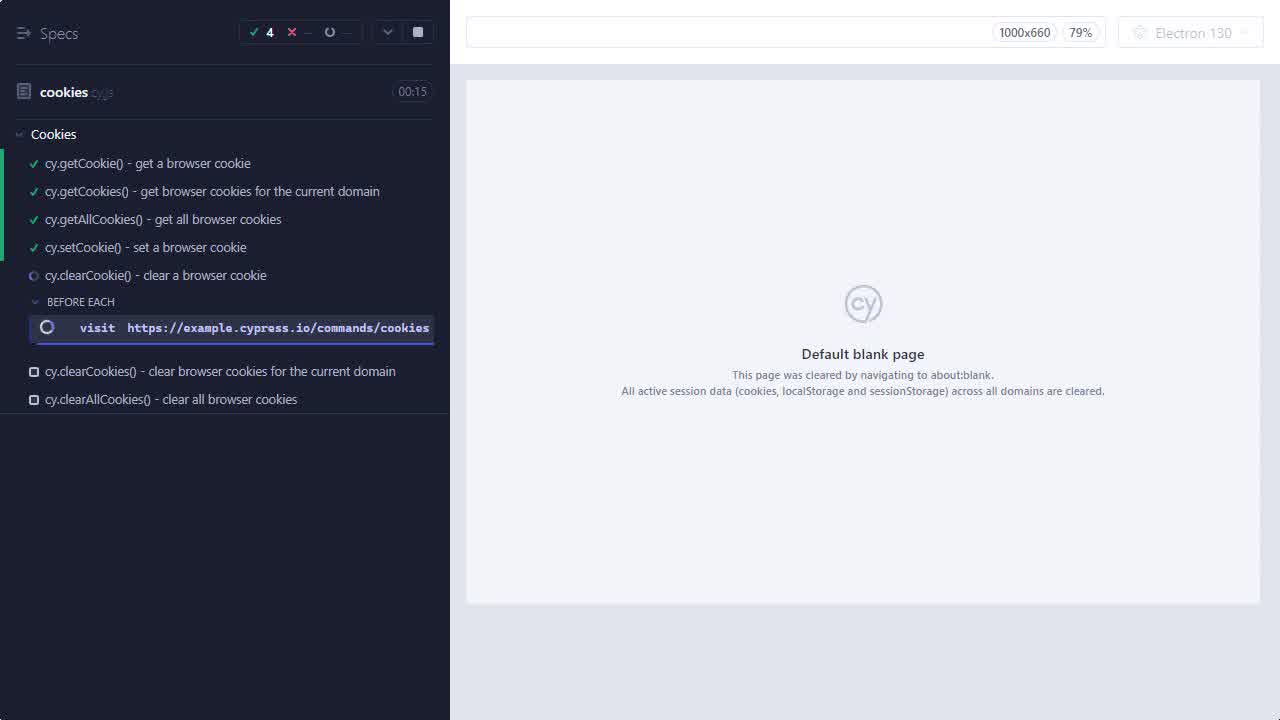 Specs
4
--
--
1000x660
79%
Electron 130
cookies cy.js
00:15
Cookies
cy.getCookie() - get a browser cookie
cy.getCookies() - get browser cookies for the current domain
cy.getAllCookies() - get all browser cookies
cy.setCookie() - set a browser cookie
cy.clearCookie() - clear a browser cookie
BEFORE EACH
visit https://example.cypress.io/commands/cookies
cy.clearCookies() - clear browser cookies for the current domain
cy.clearAllCookies() - clear all browser cookies
cy
Default blank page
This page was cleared by navigating to about:blank.
All active session data (cookies, localStorage and sessionStorage) across all domains are cleared.